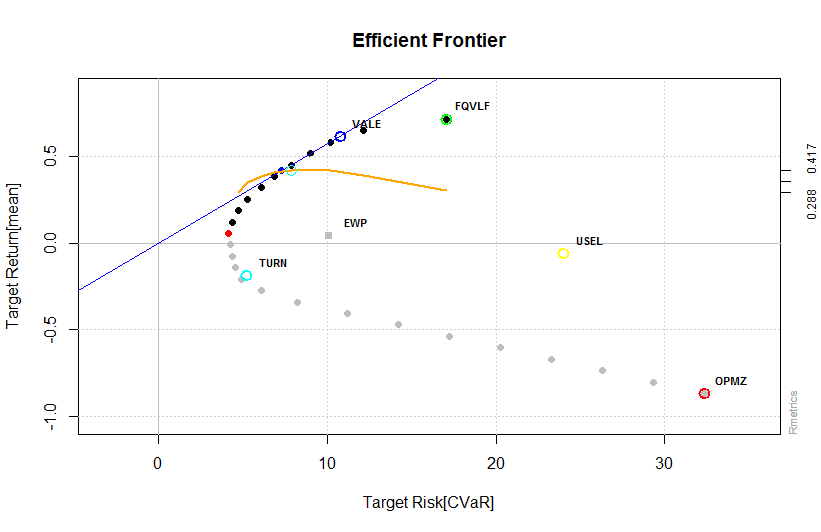 Efficient Frontier
FQVLF
VALE
EWP
USEL
TURN
OPMZ
0.5
0.0
-0.5
-1.0
Target Return[mean]
0.417
0.288
Rmetrics
0
10
20
30
Target Risk[CVaR]